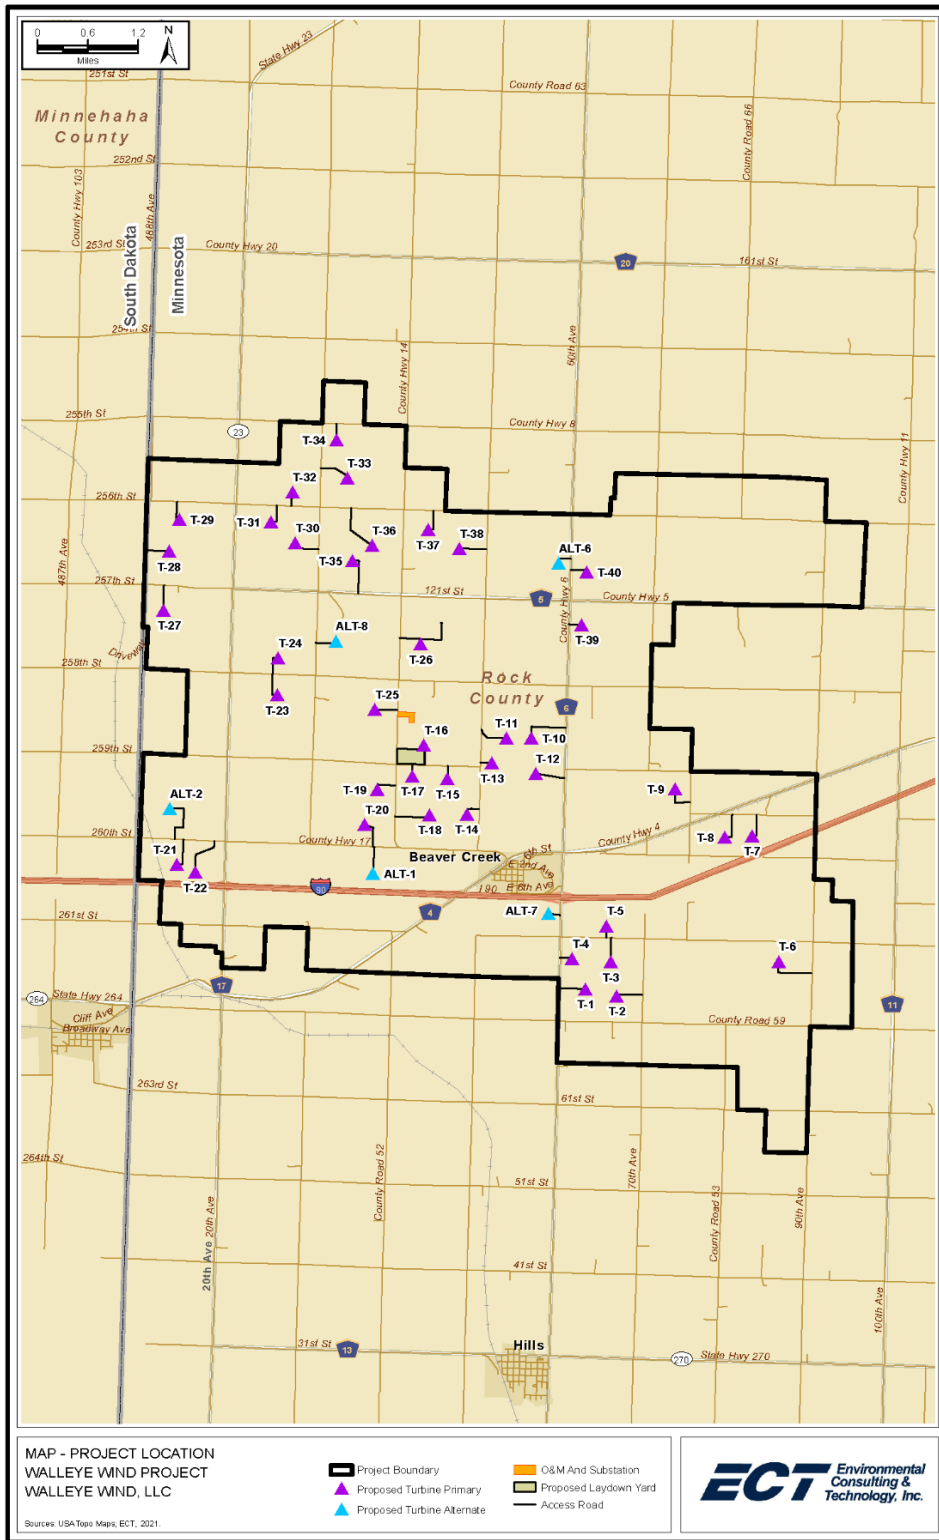 0 0.6 1.2
Miles
N
State Hwy 23
251st St
County Road 63
Minnehaha
County
County Road 66
252nd St
County Hwy 103
488th Ave
253rd St
County Hwy 20
South Dakota
Minnesota
20
161st St
254th St
60th Ave
County Hwy 14
255th St
23
County Hwy 8
County Hwy 11
T-34
T-33
T-32
256th St
T-29
T-31
T-30
T-36
T-37
T-38
T-28
T-35
ALT-6
T-40
487th Ave
257th St
121st St
5
County Hwy 6
County Hwy 5
T-27
ALT-8
T-39
Driveway
T-24
T-26
258th St
Rock
County
T-23
T-25
6
T-16
T-11
T-10
259th St
T-13
T-12
T-17
T-15
T-19
T-9
ALT-2
T-20
T-18
T-14
260th St
County Hwy 17
County Hwy 4
T-8
T-7
T-21
Beaver Creek
6th St
E 2nd Ave
T-22
ALT-1
90
I 90
E 6th Ave
261st St
4
ALT-7
T-5
T-4
T-3
T-6
17
264
State Hwy 264
T-1
T-2
11
Cliff Ave
Broadway Ave
County Road 59
263rd St
61st St
County Road 52
264th St
51st St
70th Ave
County Road 53
90th Ave
20th Ave
20th Ave
41st St
100th Ave
31st St
13
Hills
270
State Hwy 270
MAP - PROJECT LOCATION
WALLEYE WIND PROJECT
WALLEYE WIND, LLC
Sources: USA Topo Maps; ECT, 2021.
Project Boundary
Proposed Turbine Primary
Proposed Turbine Alternate
O&M And Substation
Proposed Laydown Yard
Access Road
ECT
Environmental
Consulting &
Technology, Inc.